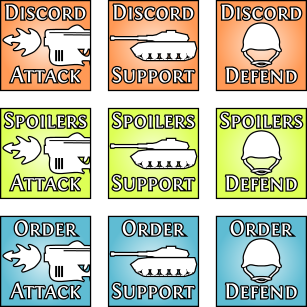 DISCORD DISCORD DISCORD
ATTACK SUPPORT DEFEND
SPOILERS SPOILERS SPOILERS
ATTACK SUPPORT DEFEND
ORDER ORDER ORDER
ATTACK SUPPORT DEFEND